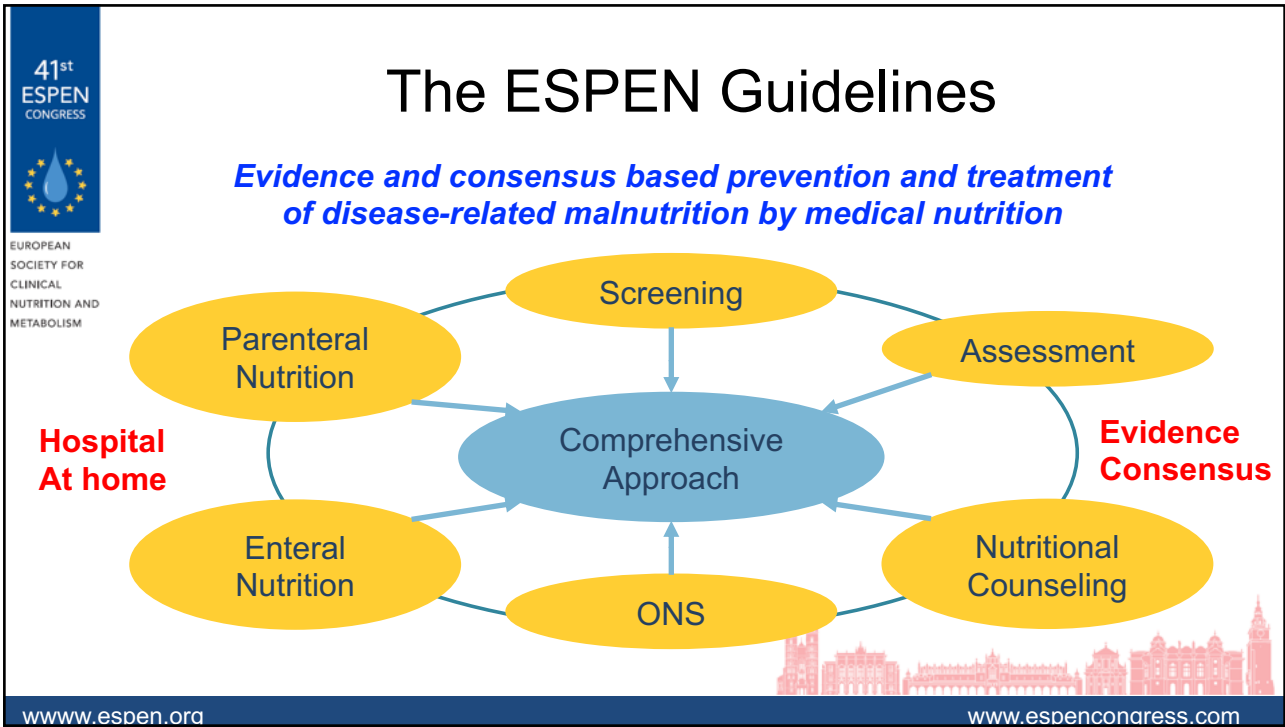 41st
ESPEN
CONGRESS
EUROPEAN
SOCIETY FOR
CLINICAL
NUTRITION AND
METABOLISM
The ESPEN Guidelines
Evidence and consensus based prevention and treatment
of disease-related malnutrition by medical nutrition
Screening
Parenteral
Nutrition
Assessment
Hospital
At home
Comprehensive
Approach
Evidence
Consensus
Enteral
Nutrition
ONS
Nutritional
Counseling
wwww.espen.org
www.espencongress.com